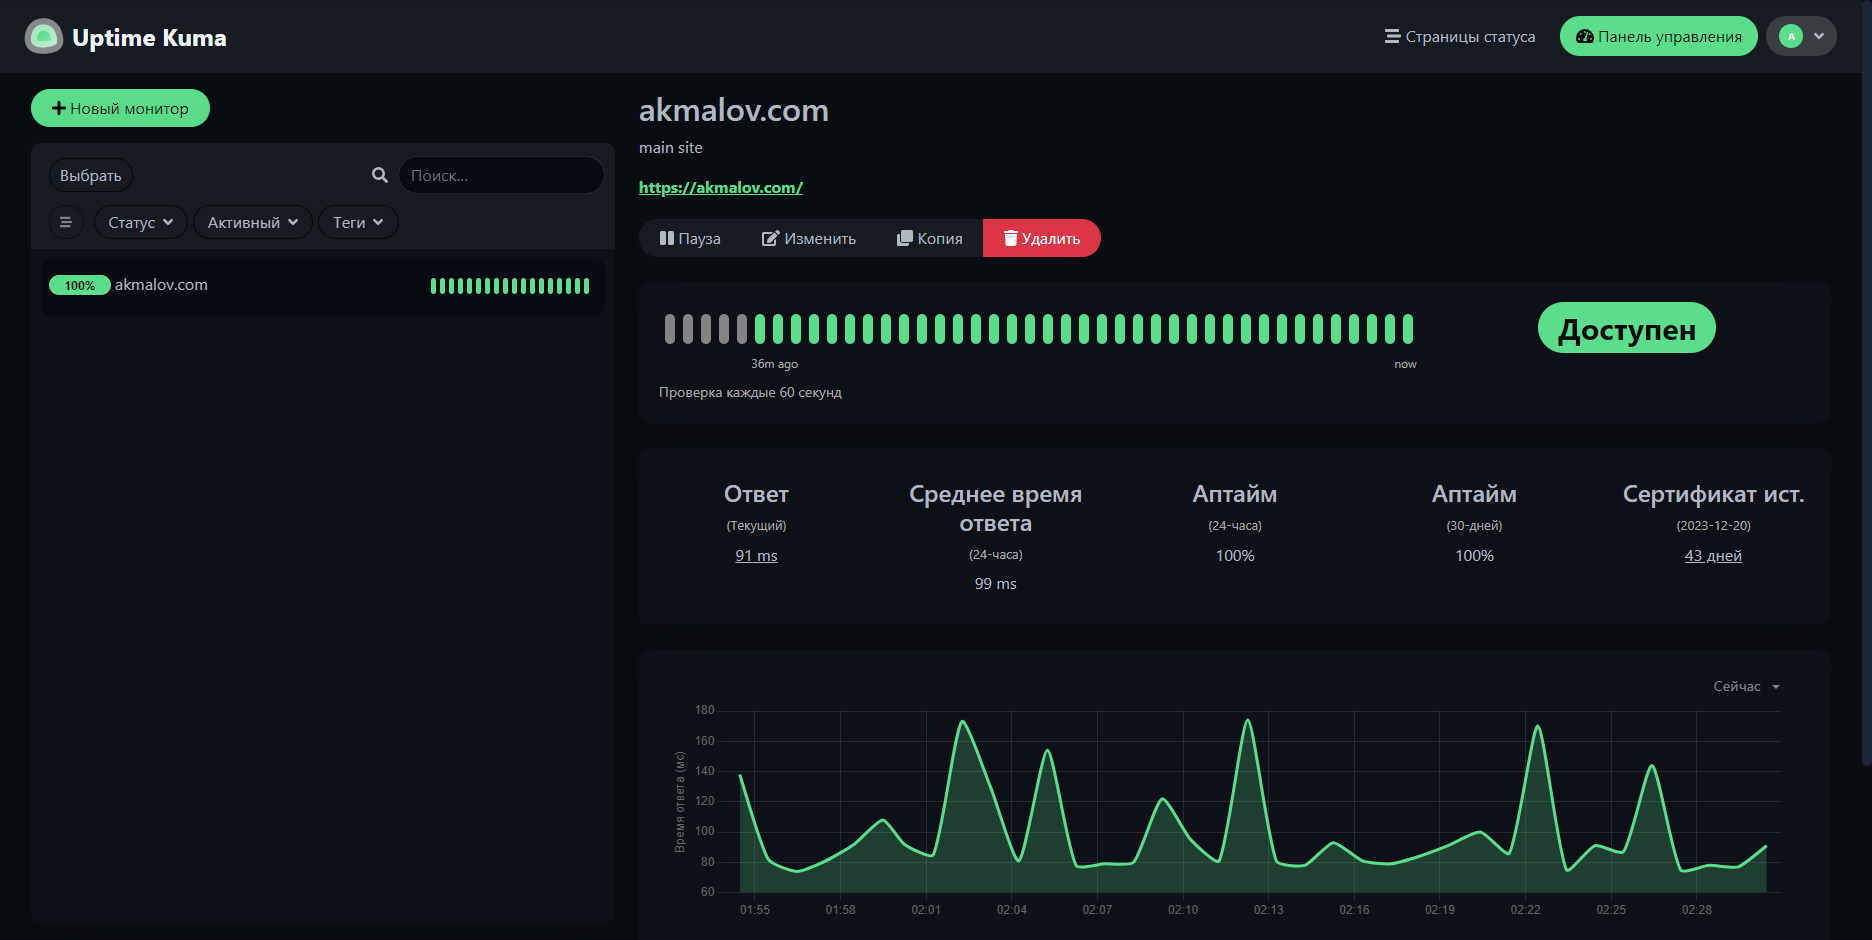 Uptime Kuma
Страницы статуса
Панель управления
A
Новый монитор
Выбрать
Поиск...
Статус
Активный
Теги
100%
akmalov.com
akmalov.com
main site
https://akmalov.com/
Пауза
Изменить
Копия
Удалить
Доступен
36m ago
now
Проверка каждые 60 секунд
Ответ
(Текущий)
91 ms
Среднее время
ответа
(24-часа)
99 ms
Аптайм
(24-часа)
100%
Аптайм
(30-дней)
100%
Сертификат ист.
(2023-12-20)
43 дней
Сейчас
Время ответа (мс)
180
160
140
120
100
80
60
01:55 01:58 02:01 02:04 02:07 02:10 02:13 02:16 02:19 02:22 02:25 02:28